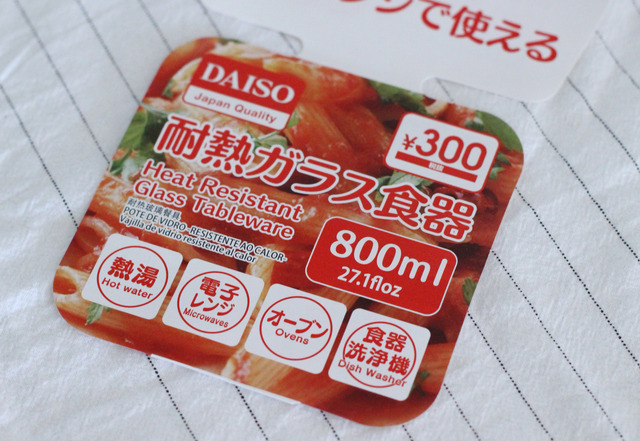 で使える
DAISO
Japan Quality
¥300
税抜
耐熱ガラス食器
Heat Resistant
Glass Tableware
耐熱玻璃餐具
POTE DE VIDRO -RESISTENTE AO CALOR-
Vajilla de vidrio resistente al calor
800ml
27.1floz
熱湯
Hot water
電子
レンジ
Microwaves
オーブン
Ovens
食器
洗浄機
Dish Washer